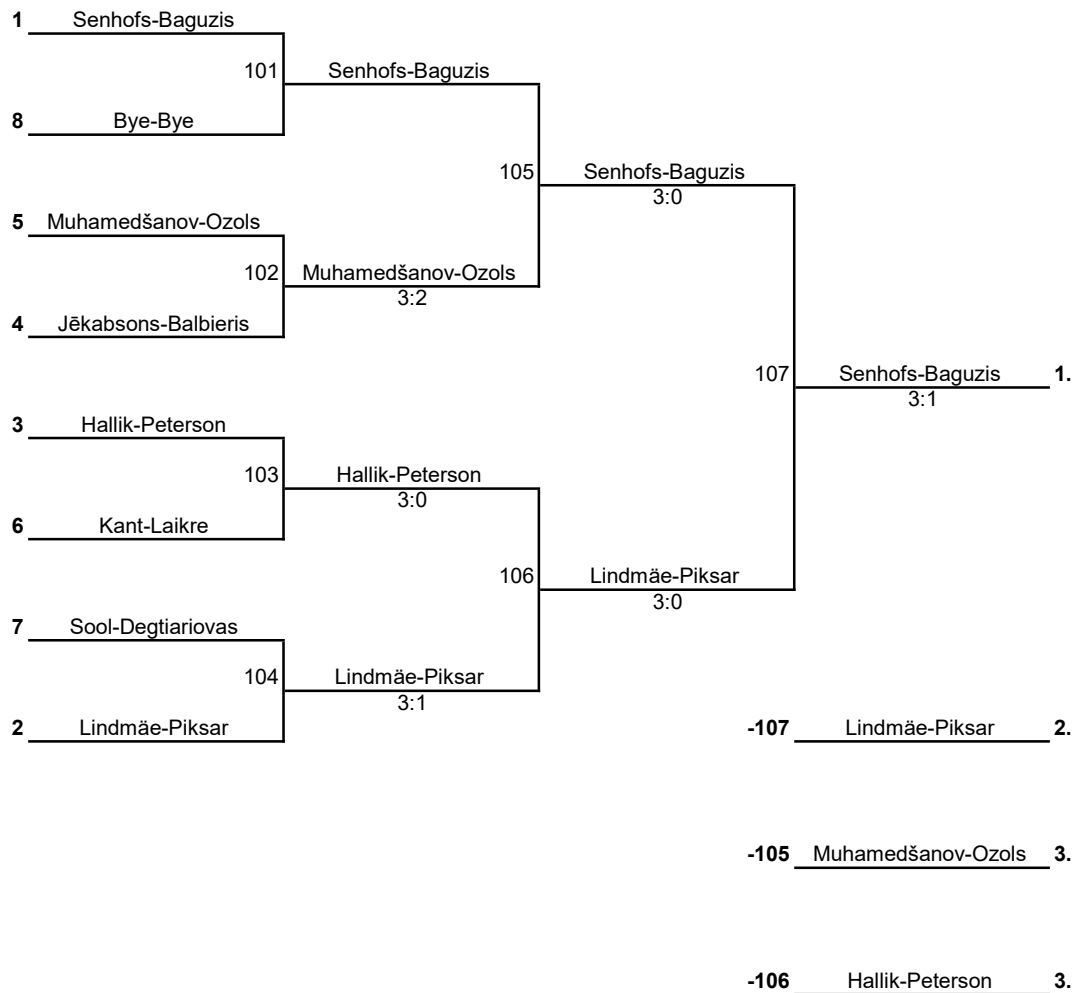 1 Senhofs-Baguzis
101 Senhofs-Baguzis
8 Bye-Bye
105 Senhofs-Baguzis
3:0
5 Muhamedšanov-Ozols
102 Muhamedšanov-Ozols
3:2
4 Jēkabsons-Balbieris
107 Senhofs-Baguzis 1.
3:1
3 Hallik-Peterson
103 Hallik-Peterson
3:0
6 Kant-Laikre
106 Lindmäe-Piksar
3:0
7 Sool-Degtiariovas
104 Lindmäe-Piksar
3:1
2 Lindmäe-Piksar
-107 Lindmäe-Piksar 2.
-105 Muhamedšanov-Ozols 3.
-106 Hallik-Peterson 3.